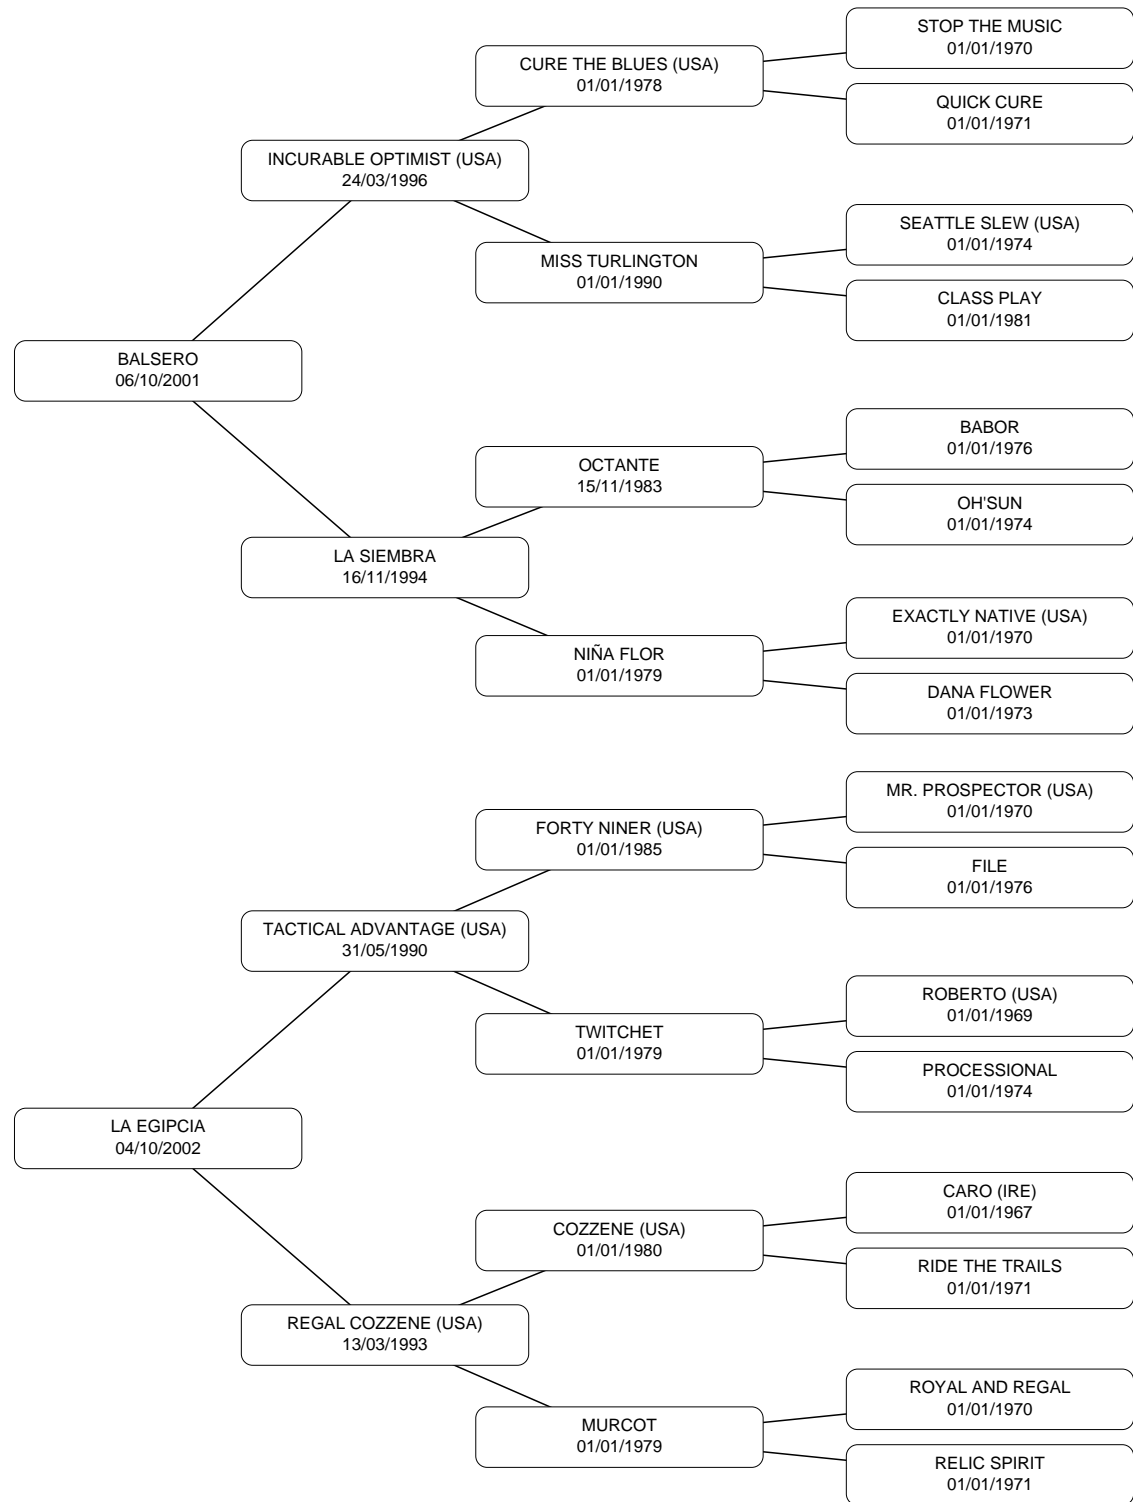 STOP THE MUSIC
01/01/1970
CURE THE BLUES (USA)
01/01/1978
QUICK CURE
01/01/1971
INCURABLE OPTIMIST (USA)
24/03/1996
SEATTLE SLEW (USA)
01/01/1974
MISS TURLINGTON
01/01/1990
CLASS PLAY
01/01/1981
BALSERO
06/10/2001
BABOR
01/01/1976
OCTANTE
15/11/1983
OH'SUN
01/01/1974
LA SIEMBRA
16/11/1994
EXACTLY NATIVE (USA)
01/01/1970
NIÑA FLOR
01/01/1979
DANA FLOWER
01/01/1973
MR. PROSPECTOR (USA)
01/01/1970
FORTY NINER (USA)
01/01/1985
FILE
01/01/1976
TACTICAL ADVANTAGE (USA)
31/05/1990
ROBERTO (USA)
01/01/1969
TWITCHET
01/01/1979
PROCESSIONAL
01/01/1974
LA EGIPCIA
04/10/2002
CARO (IRE)
01/01/1967
COZZENE (USA)
01/01/1980
RIDE THE TRAILS
01/01/1971
REGAL COZZENE (USA)
13/03/1993
ROYAL AND REGAL
01/01/1970
MURCOT
01/01/1979
RELIC SPIRIT
01/01/1971